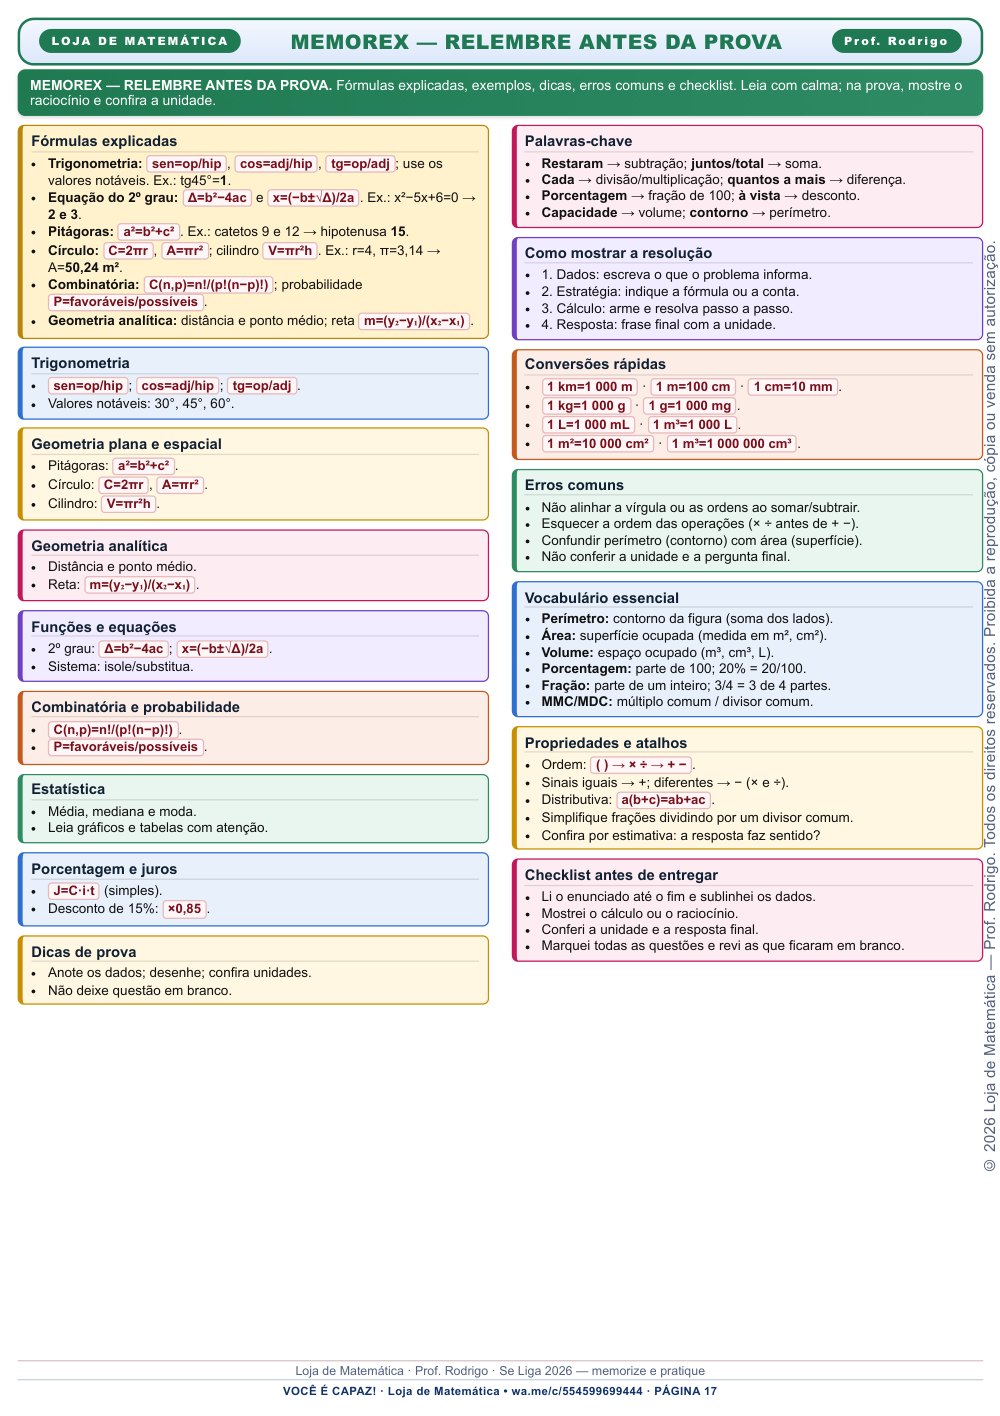 LOJA DE MATEMÁTICA
MEMOREX — RELEMBRE ANTES DA PROVA
Prof. Rodrigo
MEMOREX — RELEMBRE ANTES DA PROVA. Fórmulas explicadas, exemplos, dicas, erros comuns e checklist. Leia com calma; na prova, mostre o
raciocínio e confira a unidade.
Fórmulas explicadas
• Trigonometria: sen=op/hip, cos=adj/hip, tg=op/adj; use os
valores notáveis. Ex.: tg45°=1.
• Equação do 2º grau: Δ=b²−4ac e x=(−b±√Δ)/2a. Ex.: x²−5x+6=0 →
2 e 3.
• Pitágoras: a²=b²+c². Ex.: catetos 9 e 12 → hipotenusa 15.
• Círculo: C=2πr, A=πr²; cilindro V=πr²h. Ex.: r=4, π=3,14 →
A=50,24 m².
• Combinatória: C(n,p)=n!/(p!(n−p)!); probabilidade
P=favoráveis/possíveis.
• Geometria analítica: distância e ponto médio; reta m=(y₂−y₁)/(x₂−x₁).
Trigonometria
• sen=op/hip; cos=adj/hip; tg=op/adj.
• Valores notáveis: 30°, 45°, 60°.
Geometria plana e espacial
• Pitágoras: a²=b²+c².
• Círculo: C=2πr, A=πr².
• Cilindro: V=πr²h.
Geometria analítica
• Distância e ponto médio.
• Reta: m=(y₂−y₁)/(x₂−x₁).
Funções e equações
• 2º grau: Δ=b²−4ac; x=(−b±√Δ)/2a.
• Sistema: isole/substitua.
Combinatória e probabilidade
• C(n,p)=n!/(p!(n−p)!).
• P=favoráveis/possíveis.
Estatística
• Média, mediana e moda.
• Leia gráficos e tabelas com atenção.
Porcentagem e juros
• J=C·i·t (simples).
• Desconto de 15%: ×0,85.
Dicas de prova
• Anote os dados; desenhe; confira unidades.
• Não deixe questão em branco.
Palavras-chave
• Restaram → subtração; juntos/total → soma.
• Cada → divisão/multiplicação; quantos a mais → diferença.
• Porcentagem → fração de 100; à vista → desconto.
• Capacidade → volume; contorno → perímetro.
Como mostrar a resolução
• 1. Dados: escreva o que o problema informa.
• 2. Estratégia: indique a fórmula ou a conta.
• 3. Cálculo: arme e resolva passo a passo.
• 4. Resposta: frase final com a unidade.
Conversões rápidas
• 1 km=1 000 m · 1 m=100 cm · 1 cm=10 mm.
• 1 kg=1 000 g · 1 g=1 000 mg.
• 1 L=1 000 mL · 1 m³=1 000 L.
• 1 m²=10 000 cm² · 1 m³=1 000 000 cm³.
Erros comuns
• Não alinhar a vírgula ou as ordens ao somar/subtrair.
• Esquecer a ordem das operações (× ÷ antes de + −).
• Confundir perímetro (contorno) com área (superfície).
• Não conferir a unidade e a pergunta final.
Vocabulário essencial
• Perímetro: contorno da figura (soma dos lados).
• Área: superfície ocupada (medida em m², cm²).
• Volume: espaço ocupado (m³, cm³, L).
• Porcentagem: parte de 100; 20% = 20/100.
• Fração: parte de um inteiro; 3/4 = 3 de 4 partes.
• MMC/MDC: múltiplo comum / divisor comum.
Propriedades e atalhos
• Ordem: ( ) → × ÷ → + −.
• Sinais iguais → +; diferentes → − (× e ÷).
• Distributiva: a(b+c)=ab+ac.
• Simplifique frações dividindo por um divisor comum.
• Confira por estimativa: a resposta faz sentido?
Checklist antes de entregar
• Li o enunciado até o fim e sublinhei os dados.
• Mostrei o cálculo ou o raciocínio.
• Conferi a unidade e a resposta final.
• Marquei todas as questões e revi as que ficaram em branco.
© 2026 Loja de Matemática — Prof. Rodrigo. Todos os direitos reservados. Proibida a reprodução, cópia ou venda sem autorização.
Loja de Matemática · Prof. Rodrigo · Se Liga 2026 — memorize e pratique
VOCÊ É CAPAZ! · Loja de Matemática • wa.me/c/554599699444 · PÁGINA 17